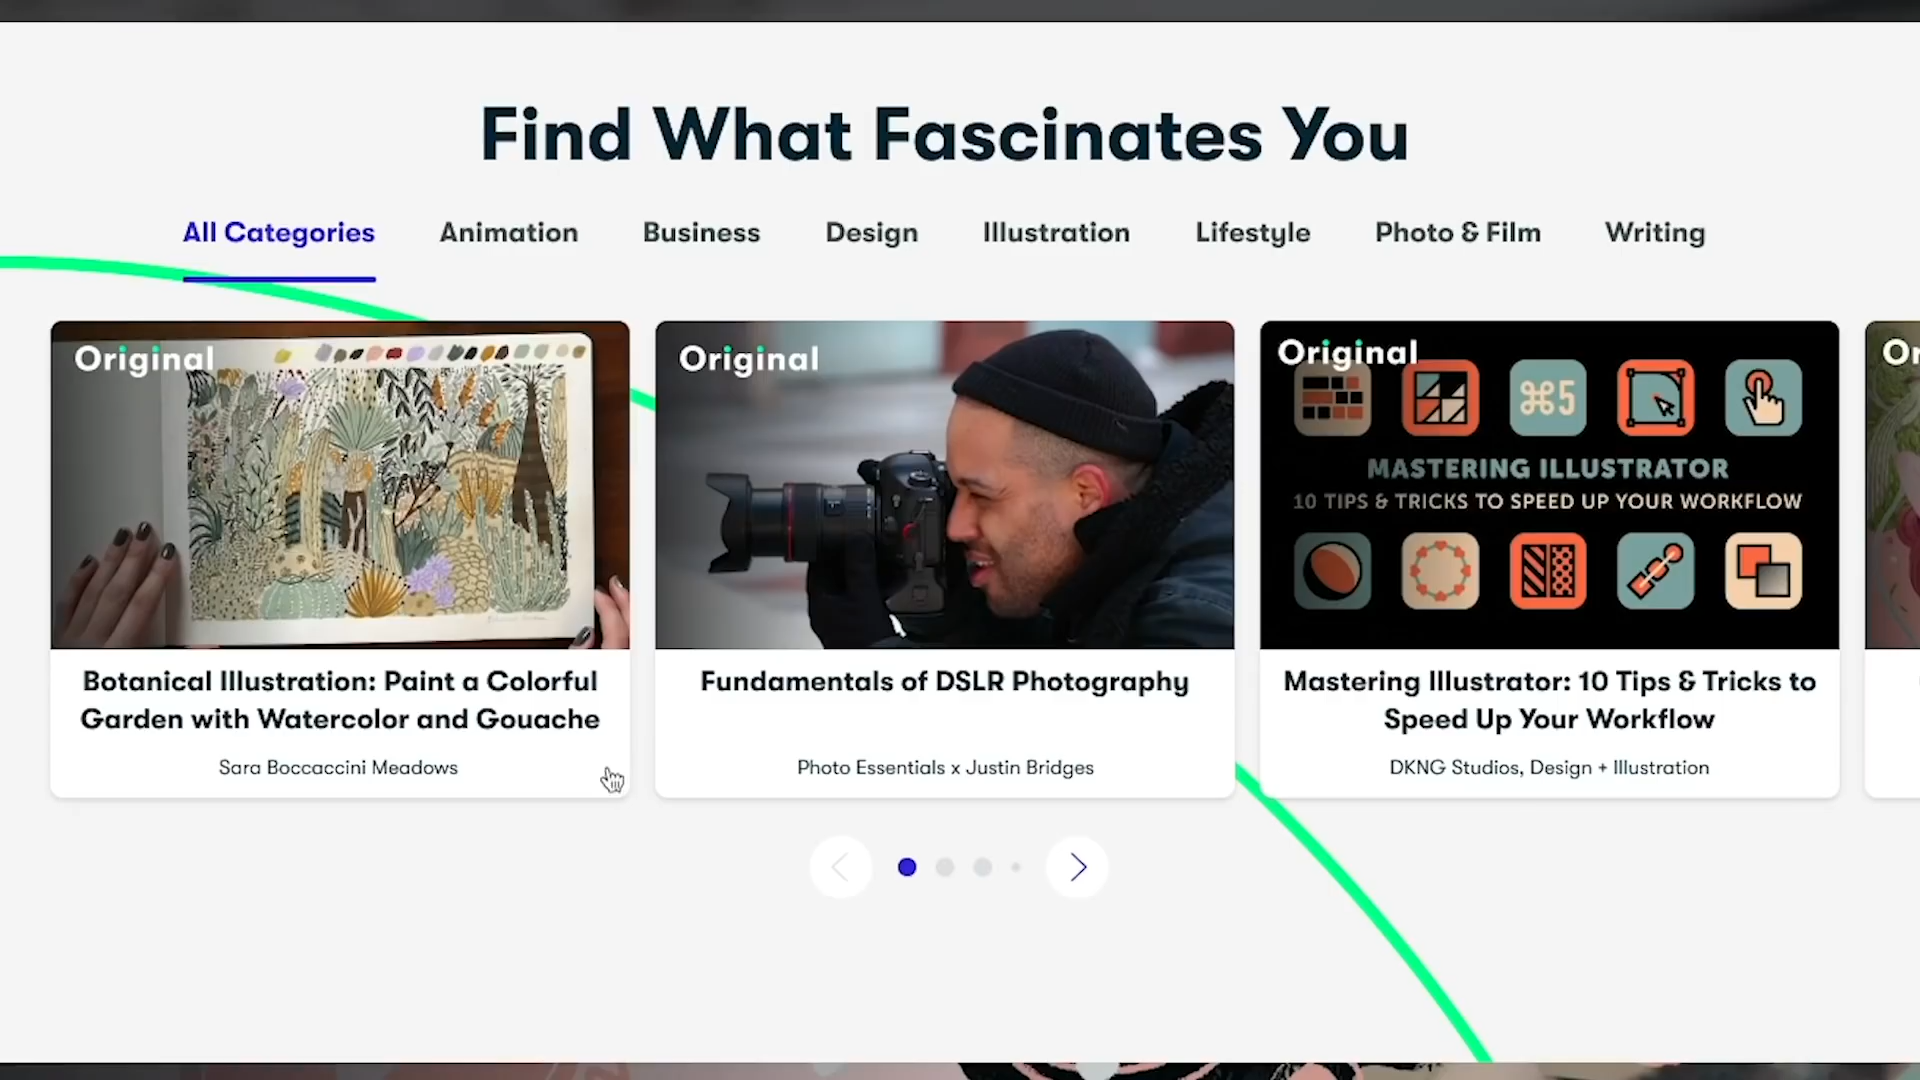 Find What Fascinates You
All Categories Animation Business Design Illustration Lifestyle Photo & Film Writing
Original
Original
Original
⌘5
MASTERING ILLUSTRATOR
10 TIPS & TRICKS TO SPEED UP YOUR WORKFLOW
Botanical Illustration: Paint a Colorful
Garden with Watercolor and Gouache
Sara Boccaccini Meadows
Fundamentals of DSLR Photography
Photo Essentials x Justin Bridges
Mastering Illustrator: 10 Tips & Tricks to
Speed Up Your Workflow
DKNG Studios, Design + Illustration